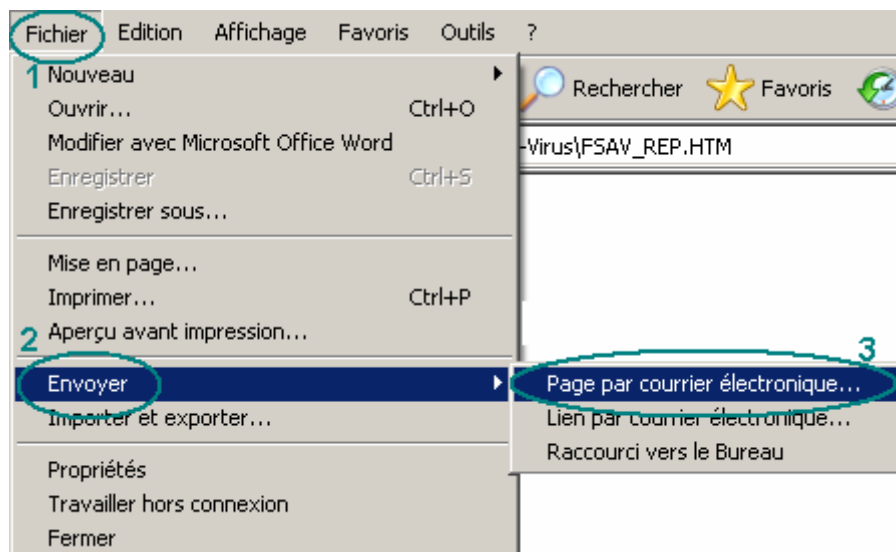 Fichier Edition Affichage Favoris Outils ?
1 Nouveau
Ouvrir... Ctrl+O
Modifier avec Microsoft Office Word
Enregistrer Ctrl+S
Enregistrer sous...
Mise en page...
Imprimer... Ctrl+P
2 Aperçu avant impression...
Envoyer
Importer et exporter...
Propriétés
Travailler hors connexion
Fermer
Rechercher Favoris
-Virus\FSAV_REP.HTM
3
Page par courrier électronique...
Lien par courrier électronique...
Raccourci vers le Bureau